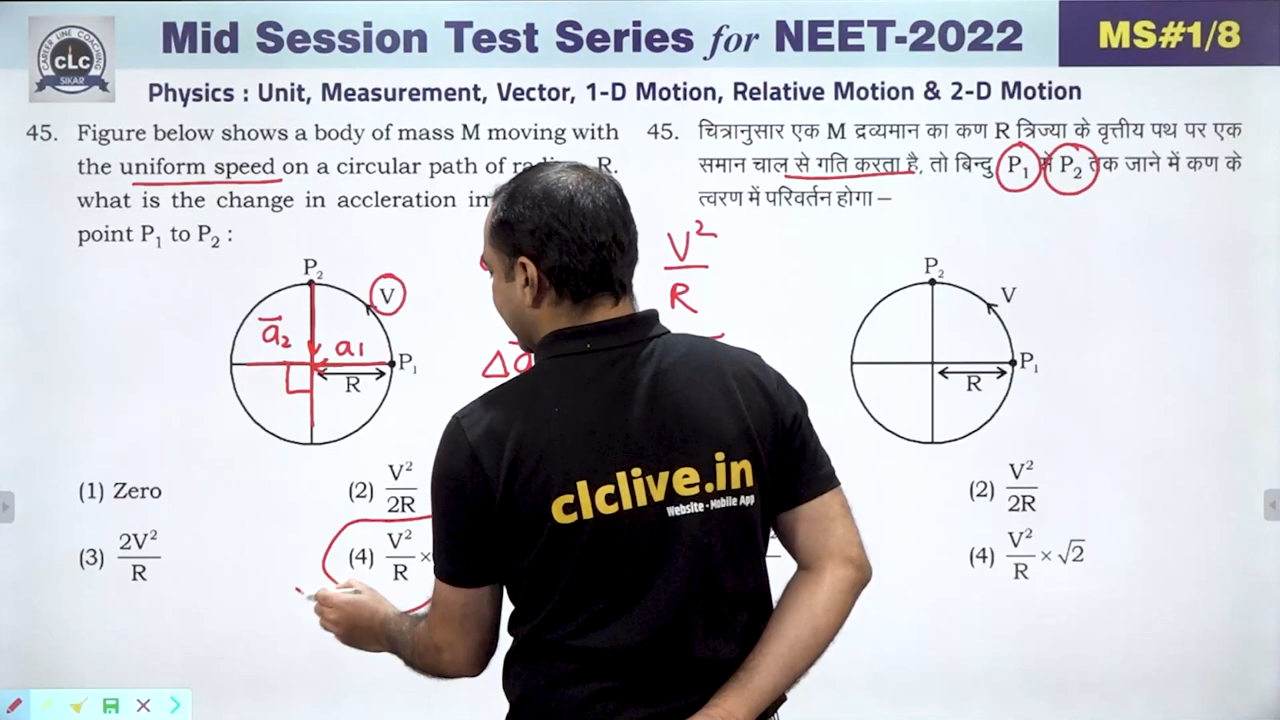 Mid Session Test Series for NEET-2022
MS#1/8
CAREER LINE COACHING
CLC
SIKAR
Physics : Unit, Measurement, Vector, 1-D Motion, Relative Motion & 2-D Motion
45. Figure below shows a body of mass M moving with
the uniform speed on a circular path of R.
what is the change in accleration in
point P₁ to P₂ :
P₂
V
a̅₂
a₁
P₁
R
(1) Zero
(2) V²/2R
(3) 2V²/R
(4) V²/R ×
V²/R
Δa
45. चित्रानुसार एक M द्रव्यमान का कण R त्रिज्या के वृत्तीय पथ पर एक
समान चाल से गति करता है, तो बिन्दु P₁ से P₂ तक जाने में कण के
त्वरण में परिवर्तन होगा –
P₂
V
P₁
R
(2) V²/2R
(4) V²/R × √2
clclive.in
Website - Mobile App